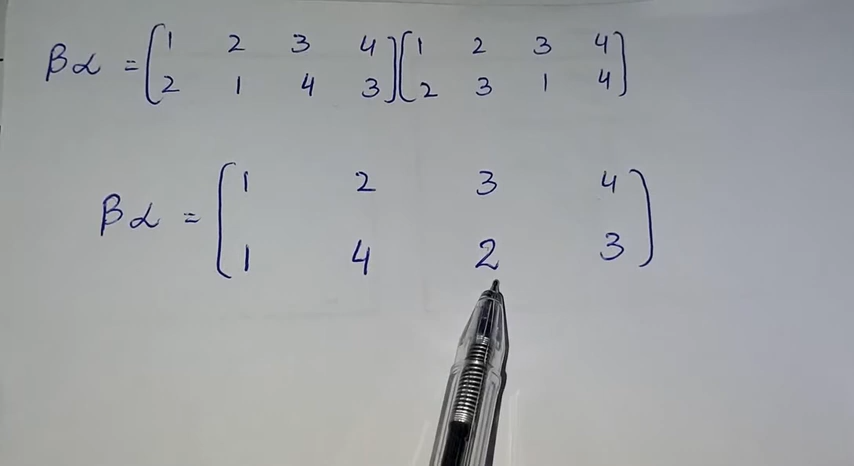 βα = [1 2 3 4][1 2 3 4]
[2 1 4 3][2 3 1 4]
βα = (1 2 3 4)
(1 4 2 3)